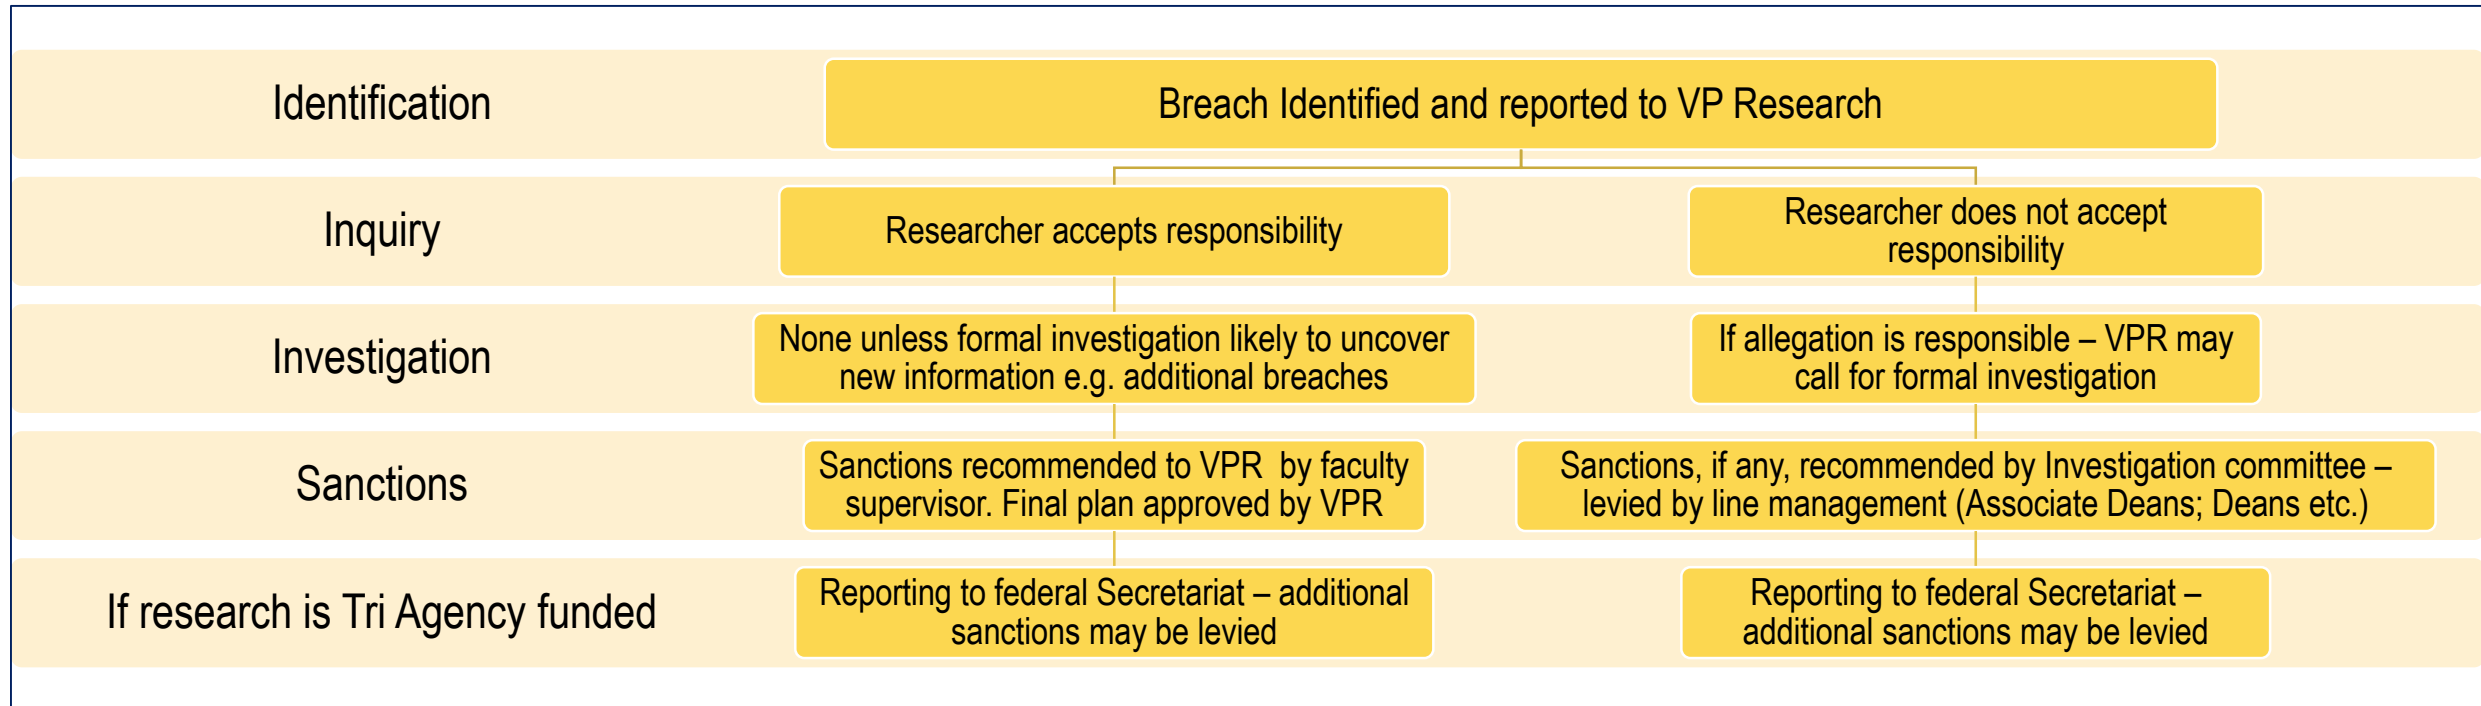 Identification
Breach Identified and reported to VP Research
Inquiry
Researcher accepts responsibility
Researcher does not accept
responsibility
Investigation
None unless formal investigation likely to uncover
new information e.g. additional breaches
If allegation is responsible – VPR may
call for formal investigation
Sanctions
Sanctions recommended to VPR  by faculty
supervisor. Final plan approved by VPR
Sanctions, if any, recommended by Investigation committee –
levied by line management (Associate Deans; Deans etc.)
If research is Tri Agency funded
Reporting to federal Secretariat – additional
sanctions may be levied
Reporting to federal Secretariat –
additional sanctions may be levied